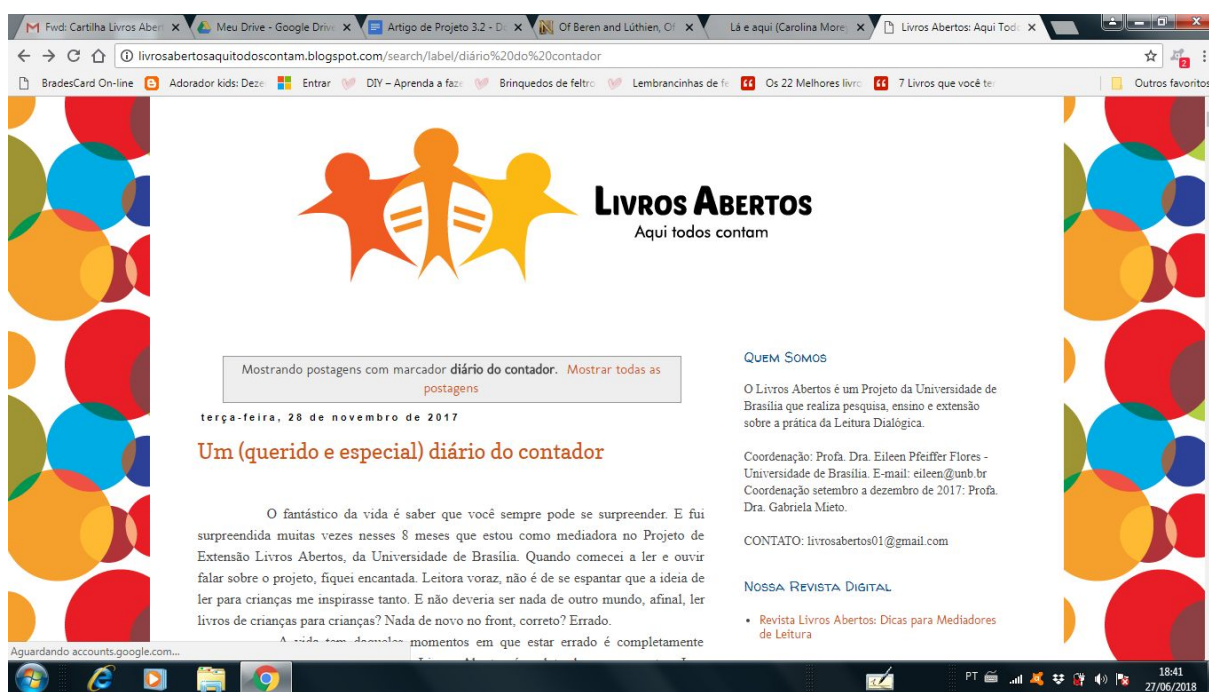 Fwd: Cartilha Livros Aber
Meu Drive - Google Drive
Artigo de Projeto 3.2 - D
Of Beren and Lúthien, Of
Lá e aqui (Carolina More
Livros Abertos: Aqui Tod
livrosabertosaquitodoscontam.blogspot.com/search/label/diário%20do%20contador
2
BradesCard On-line
Adorador kids: Deze
Entrar
DIY – Aprenda a faze
Brinquedos de feltro
Lembrancinhas de fe
Os 22 Melhores livro
7 Livros que você te
Outros favoritos
LIVROS ABERTOS
Aqui todos contam
Mostrando postagens com marcador diário do contador. Mostrar todas as
postagens
terça-feira, 28 de novembro de 2017
Um (querido e especial) diário do contador
O fantástico da vida é saber que você sempre pode se surpreender. E fui
surpreendida muitas vezes nesses 8 meses que estou como mediadora no Projeto de
Extensão Livros Abertos, da Universidade de Brasília. Quando comecei a ler e ouvir
falar sobre o projeto, fiquei encantada. Leitora voraz, não é de se espantar que a ideia de
ler para crianças me inspirasse tanto. E não deveria ser nada de outro mundo, afinal, ler
livros de crianças para crianças? Nada de novo no front, correto? Errado.
A vida tem daqueles momentos em que estar errado é completamente
QUEM SOMOS
O Livros Abertos é um Projeto da Universidade de
Brasília que realiza pesquisa, ensino e extensão
sobre a prática da Leitura Dialógica.
Coordenação: Profa. Dra. Eileen Pfeiffer Flores -
Universidade de Brasília. E-mail: eileen@unb.br
Coordenação setembro a dezembro de 2017: Profa.
Dra. Gabriela Mieto.
CONTATO: livrosabertos01@gmail.com
NOSSA REVISTA DIGITAL
Revista Livros Abertos: Dicas para Mediadores
de Leitura
Aguardando accounts.google.com...
PT
18:41
27/06/2018